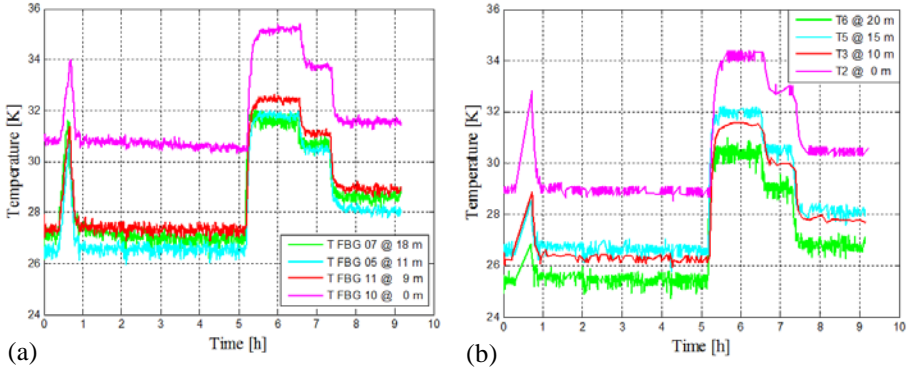 36
34
32
30
28
26
24
Temperature [K]
0 1 2 3 4 5 6 7 8 9 10
Time [h]
T FBG 07 @ 18 m
T FBG 05 @ 11 m
T FBG 11 @ 9 m
T FBG 10 @ 0 m
(a)
36
34
32
30
28
26
24
Temperature [K]
0 1 2 3 4 5 6 7 8 9 10
Time [h]
T6 @ 20 m
T5 @ 15 m
T3 @ 10 m
T2 @ 0 m
(b)